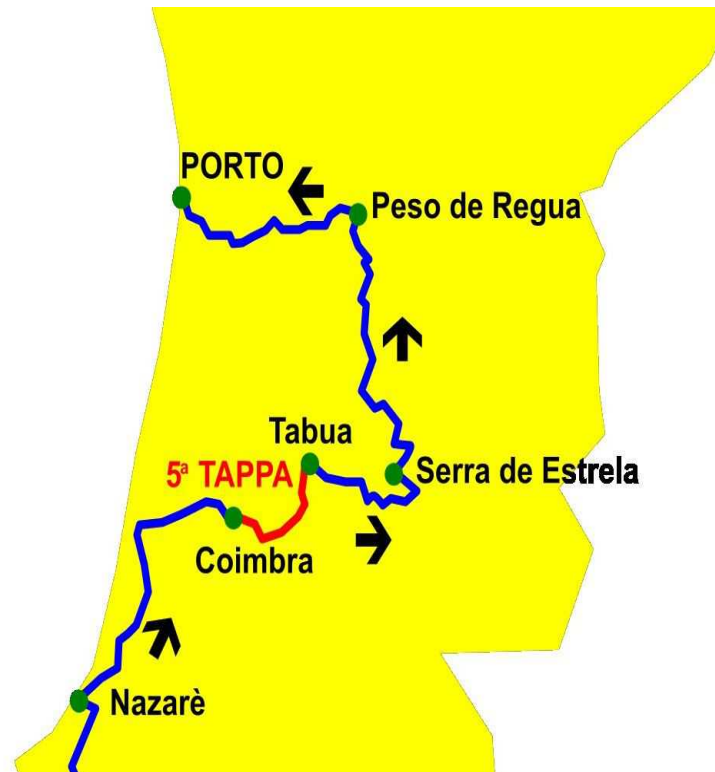 PORTO
Peso de Regua
Tabua
5ª TAPPA
Serra de Estrela
Coimbra
Nazarè